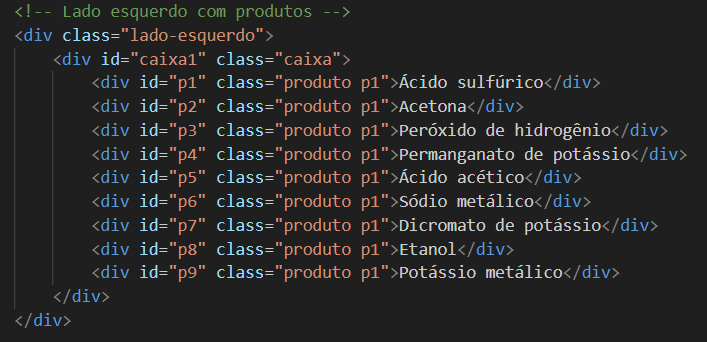 <!-- Lado esquerdo com produtos -->
<div class="lado-esquerdo">
    <div id="caixa1" class="caixa">
        <div id="p1" class="produto p1">Ácido sulfúrico</div>
        <div id="p2" class="produto p1">Acetona</div>
        <div id="p3" class="produto p1">Peróxido de hidrogênio</div>
        <div id="p4" class="produto p1">Permanganato de potássio</div>
        <div id="p5" class="produto p1">Ácido acético</div>
        <div id="p6" class="produto p1">Sódio metálico</div>
        <div id="p7" class="produto p1">Dicromato de potássio</div>
        <div id="p8" class="produto p1">Etanol</div>
        <div id="p9" class="produto p1">Potássio metálico</div>
    </div>
</div>